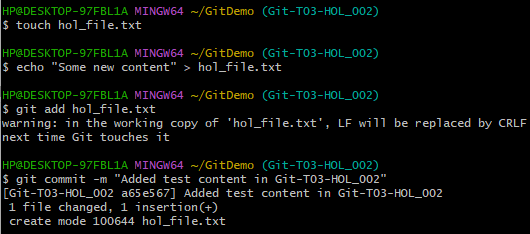 HP@DESKTOP-97FBL1A MINGW64 ~/GitDemo (Git-T03-HOL_002)
$ touch hol_file.txt
HP@DESKTOP-97FBL1A MINGW64 ~/GitDemo (Git-T03-HOL_002)
$ echo "Some new content" > hol_file.txt
HP@DESKTOP-97FBL1A MINGW64 ~/GitDemo (Git-T03-HOL_002)
$ git add hol_file.txt
warning: in the working copy of 'hol_file.txt', LF will be replaced by CRLF
next time Git touches it
HP@DESKTOP-97FBL1A MINGW64 ~/GitDemo (Git-T03-HOL_002)
$ git commit -m "Added test content in Git-T03-HOL_002"
[Git-T03-HOL_002 a65e567] Added test content in Git-T03-HOL_002
 1 file changed, 1 insertion(+)
 create mode 100644 hol_file.txt